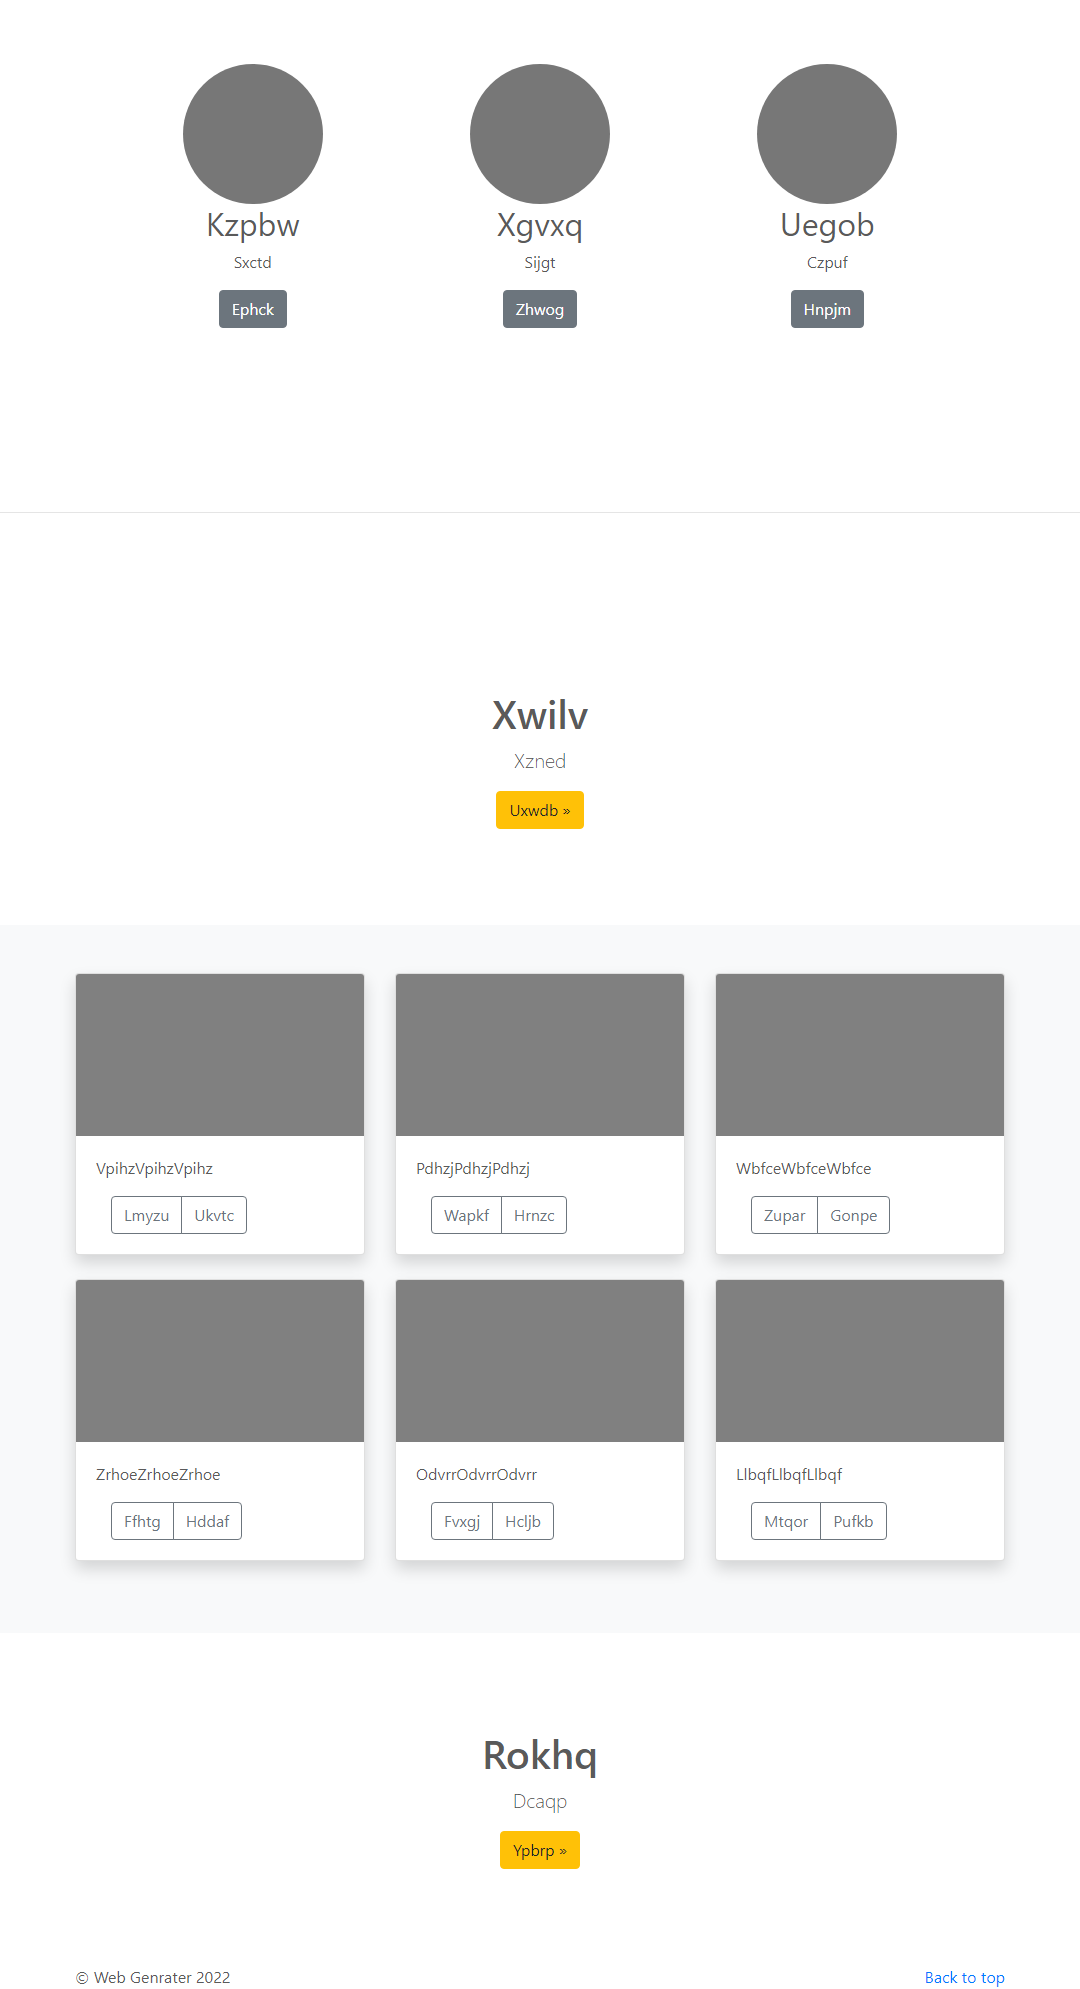 Kzpbw Xgvxq Uegob
Sxctd Sijgt Czpuf
Ephck Zhwog Hnpjm
Xwilv
Xzned
Uxwdb »
VpihzVpihzVpihz PdhzjPdhzjPdhzj WbfceWbfceWbfce
Lmyzu Ukvtc Wapkf Hrnzc Zupar Gonpe
ZrhoeZrhoeZrhoe OdvrrOdvrrOdvrr LlbqfLlbqfLlbqf
Ffhtg Hddaf Fvxgj Hcljb Mtqor Pufkb
Rokhq
Dcaqp
Ypbrp »
© Web Genrater 2022 Back to top